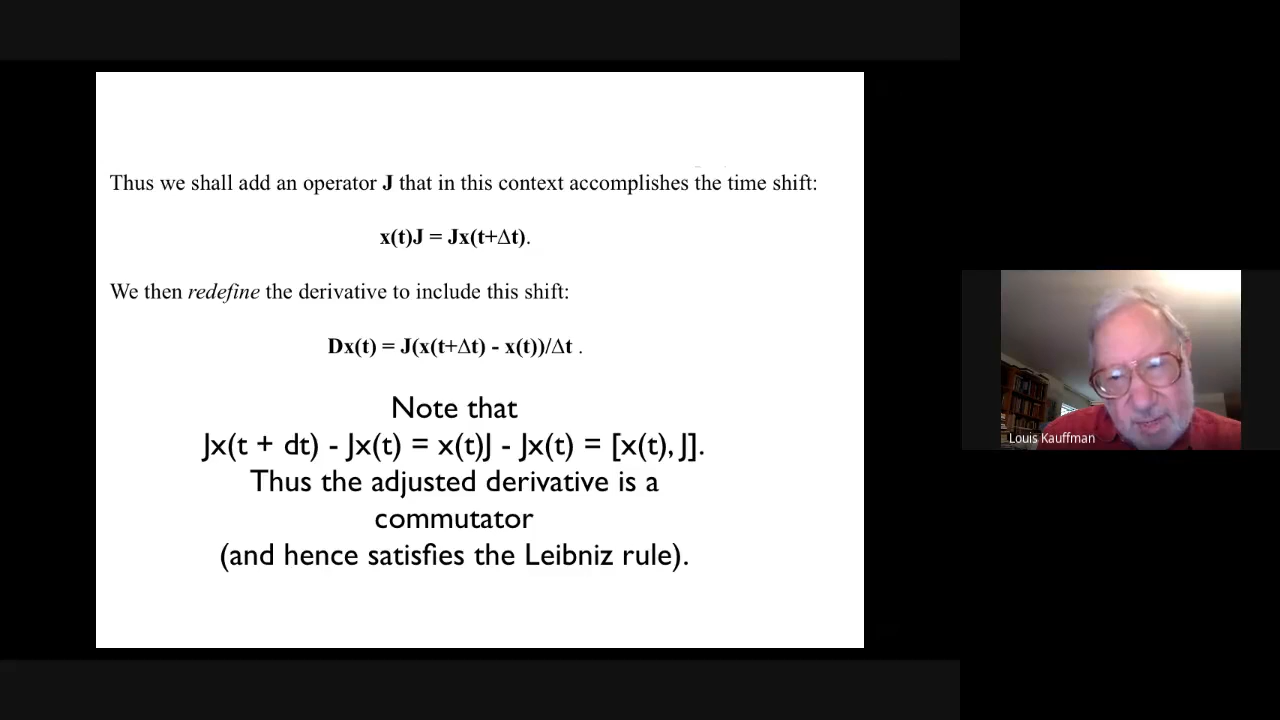 Thus we shall add an operator J that in this context accomplishes the time shift:
x(t)J = Jx(t+Δt).
We then redefine the derivative to include this shift:
Dx(t) = J(x(t+Δt) - x(t))/Δt .
Note that
Jx(t + dt) - Jx(t) = x(t)J - Jx(t) = [x(t), J].
Thus the adjusted derivative is a
commutator
(and hence satisfies the Leibniz rule).
Louis Kauffman